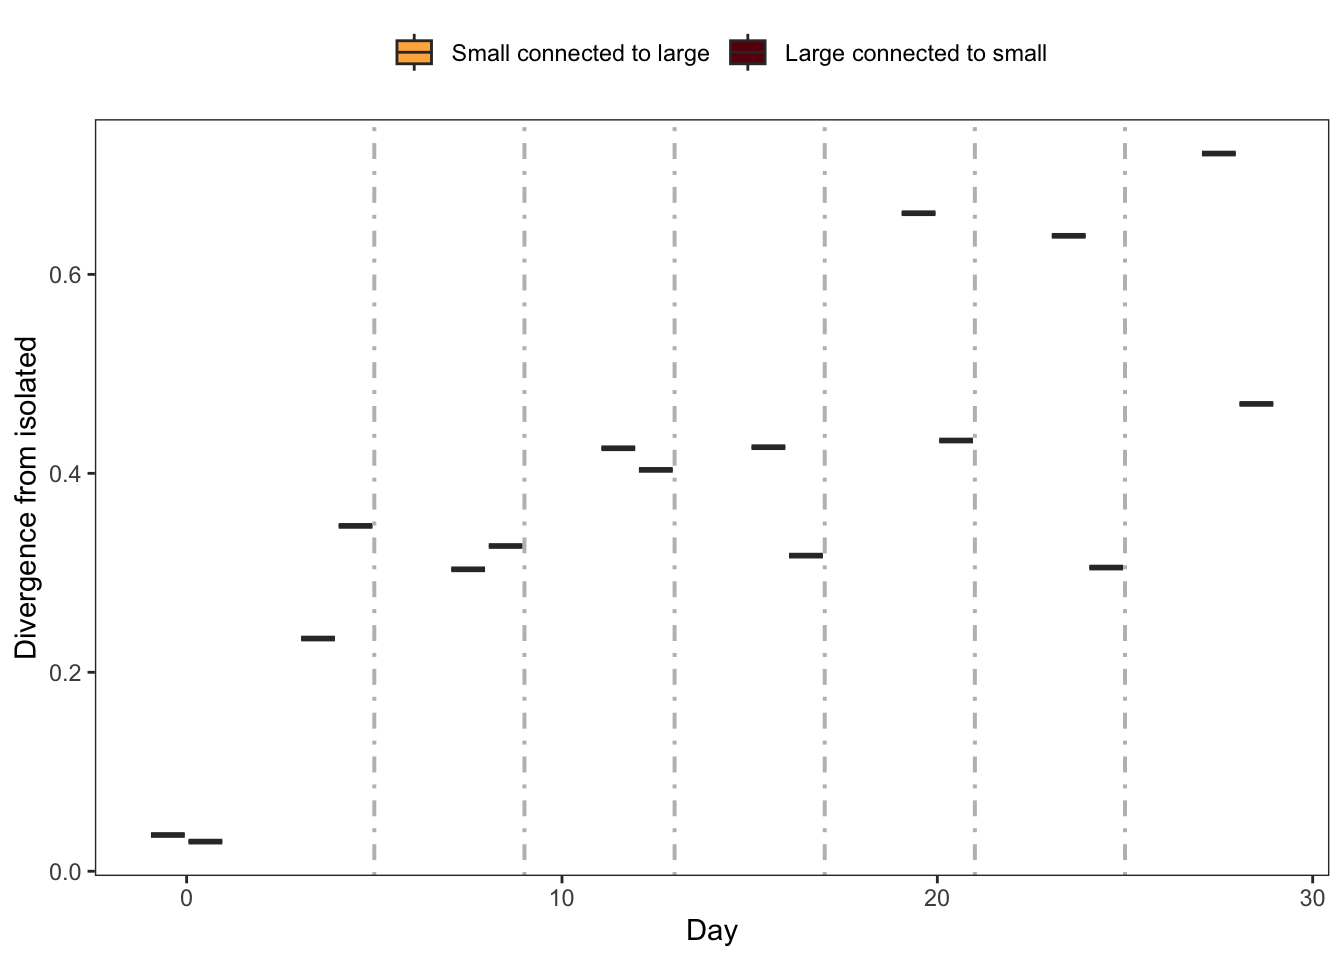 Small connected to large
Large connected to small
Divergence from isolated
0.6
0.4
0.2
0.0
0
10
20
30
Day